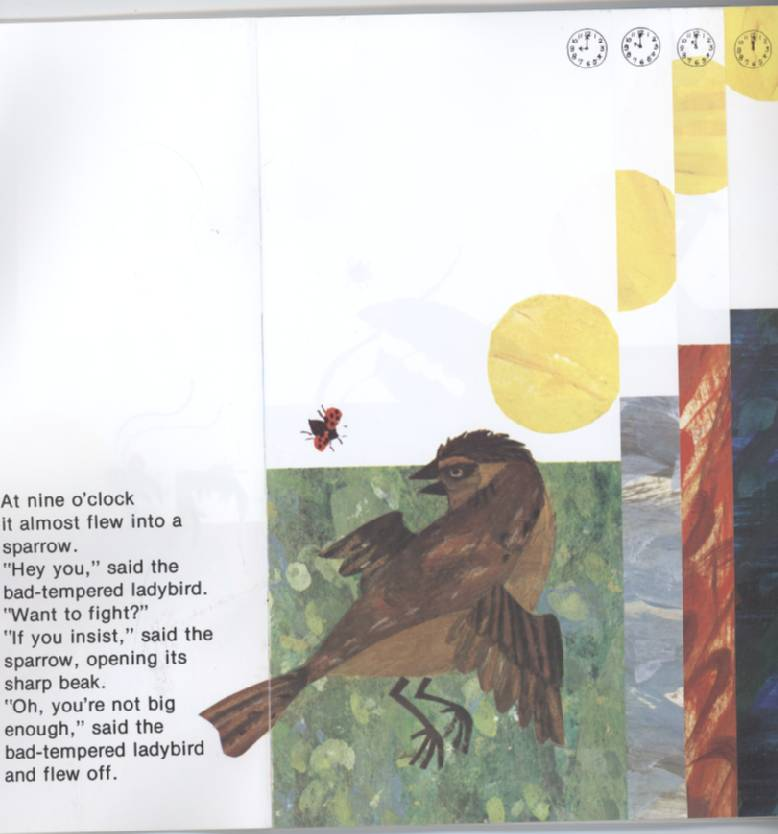 At nine o'clock
it almost flew into a
sparrow.
"Hey you," said the
bad-tempered ladybird.
"Want to fight?"
"If you insist," said the
sparrow, opening its
sharp beak.
"Oh, you're not big
enough," said the
bad-tempered ladybird
and flew off.